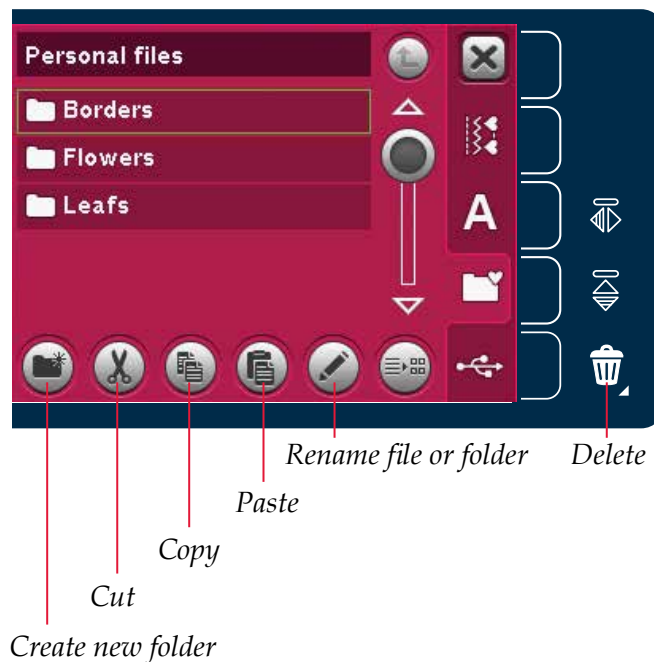 Personal files
Borders
Flowers
Leafs
A
Rename file or folder
Delete
Paste
Copy
Cut
Create new folder